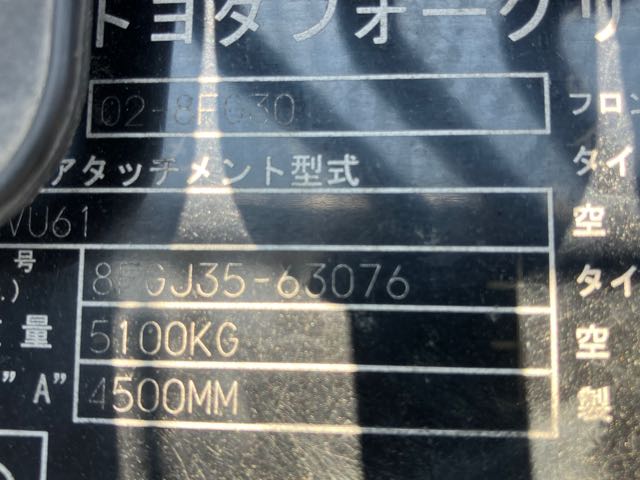 トヨタフォークリ
02-8FG30 フロン
アタッチメント型式 タイ
VU61 空
号 8FGJ35-63076 タイ
量 5100KG 空
" A" 4500MM 製